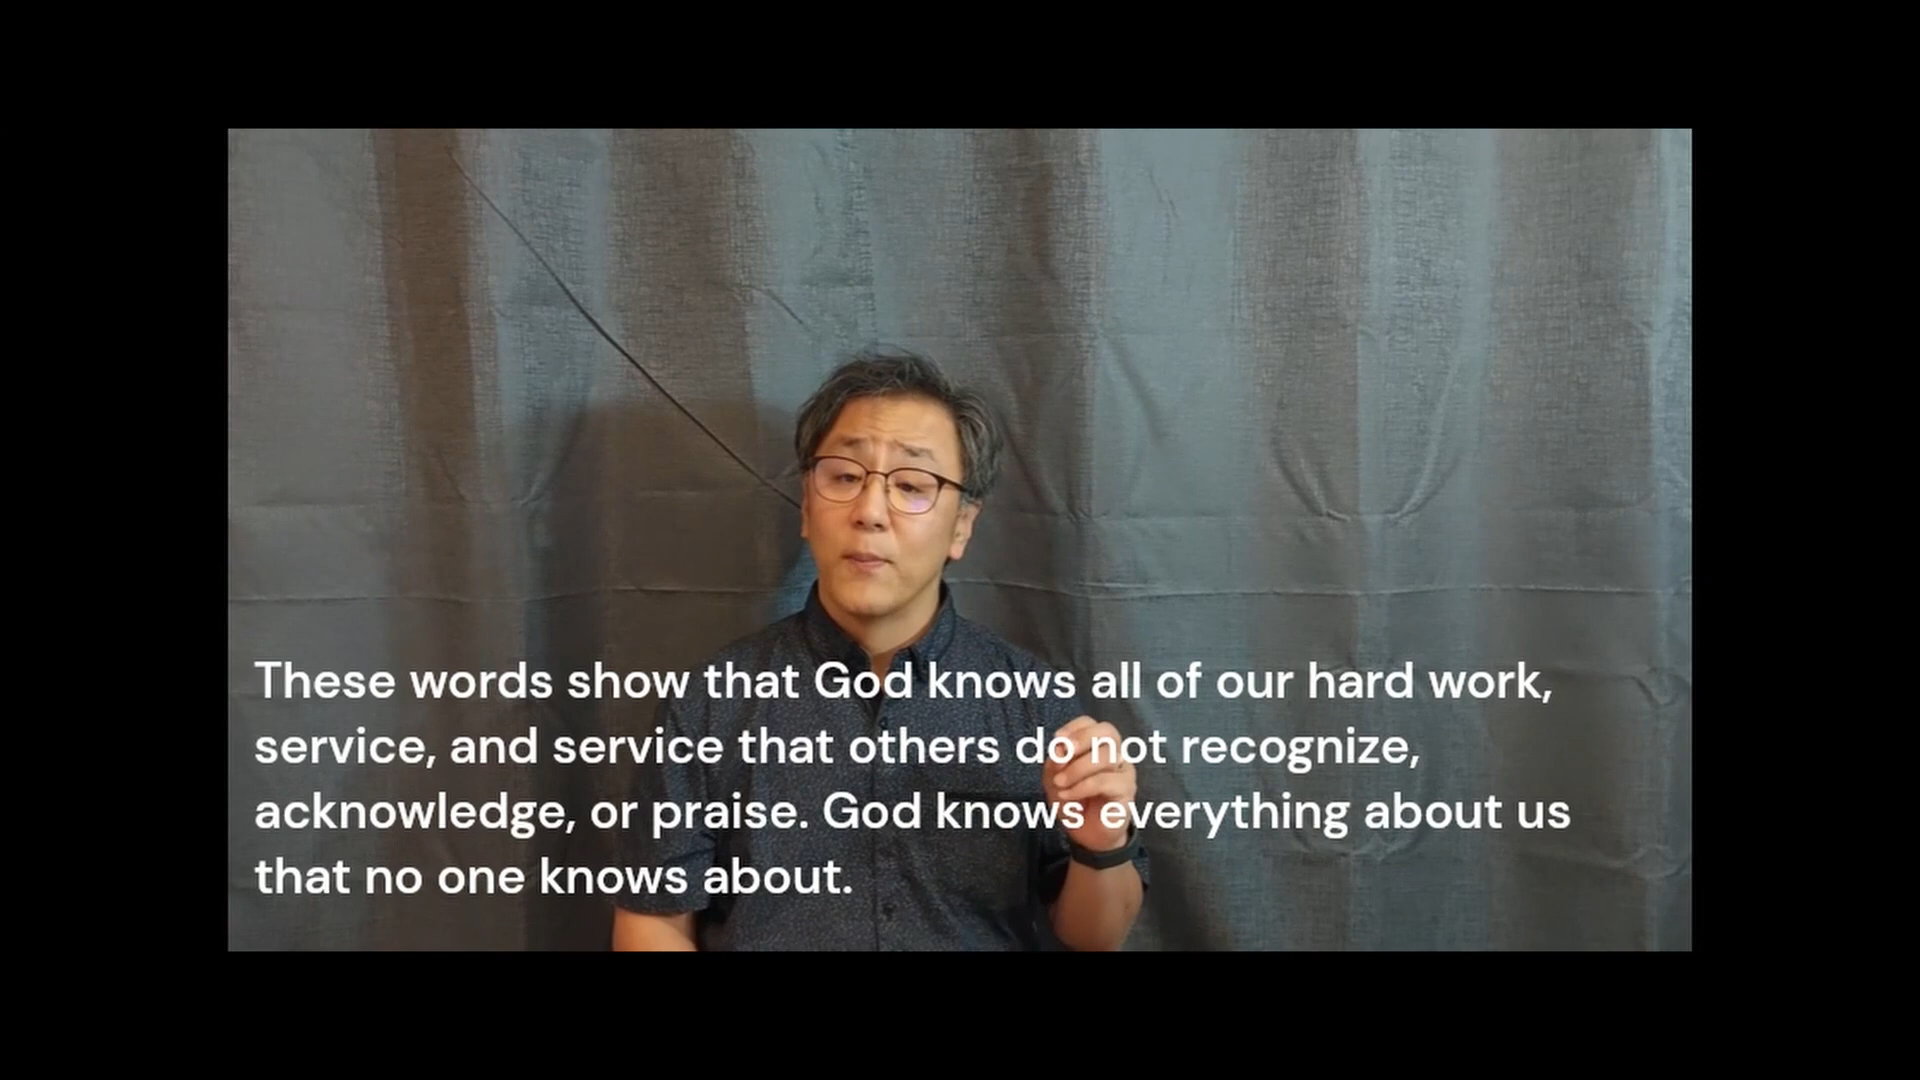 These words show that God knows all of our hard work,
service, and service that others do not recognize,
acknowledge, or praise. God knows everything about us
that no one knows about.